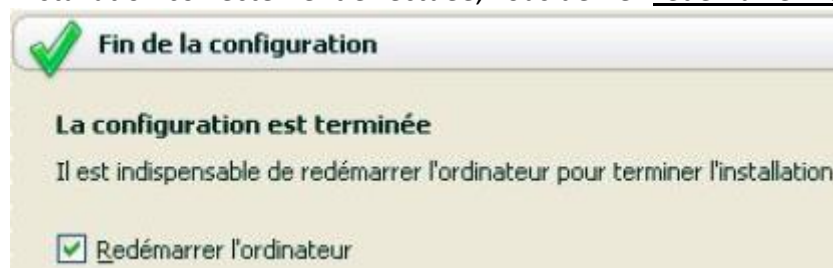 Fin de la configuration
La configuration est terminée
Il est indispensable de redémarrer l'ordinateur pour terminer l'installation
Redémarrer l'ordinateur